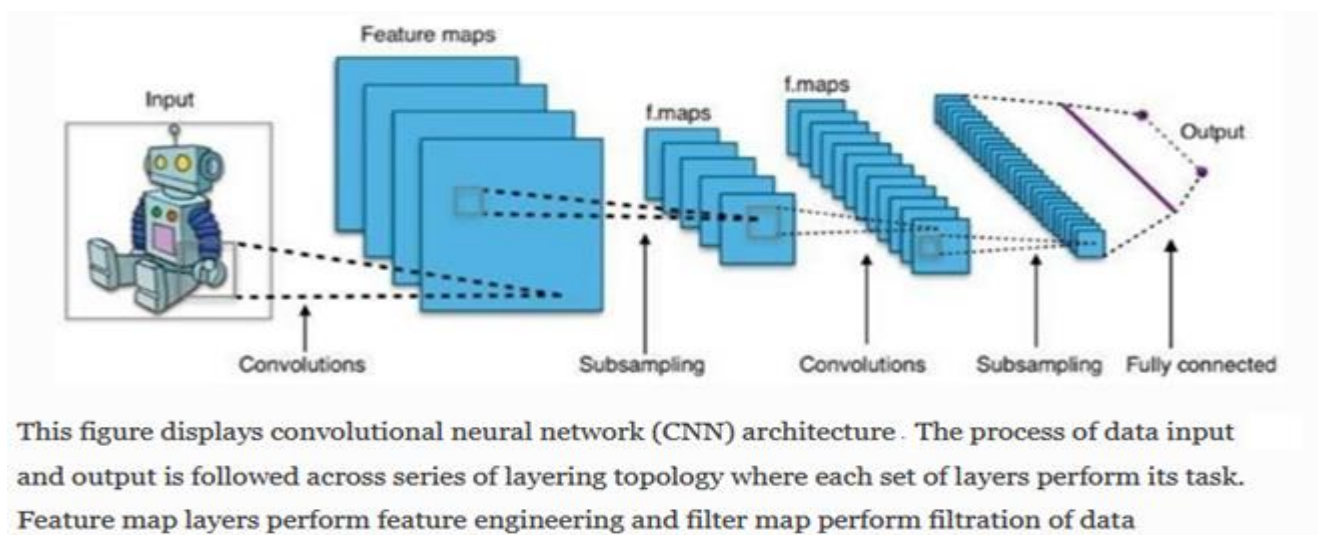 Feature maps
Input
f.maps
f.maps
Output
Convolutions
Subsampling
Convolutions
Subsampling
Fully connected
This figure displays convolutional neural network (CNN) architecture . The process of data input
and output is followed across series of layering topology where each set of layers perform its task.
Feature map layers perform feature engineering and filter map perform filtration of data